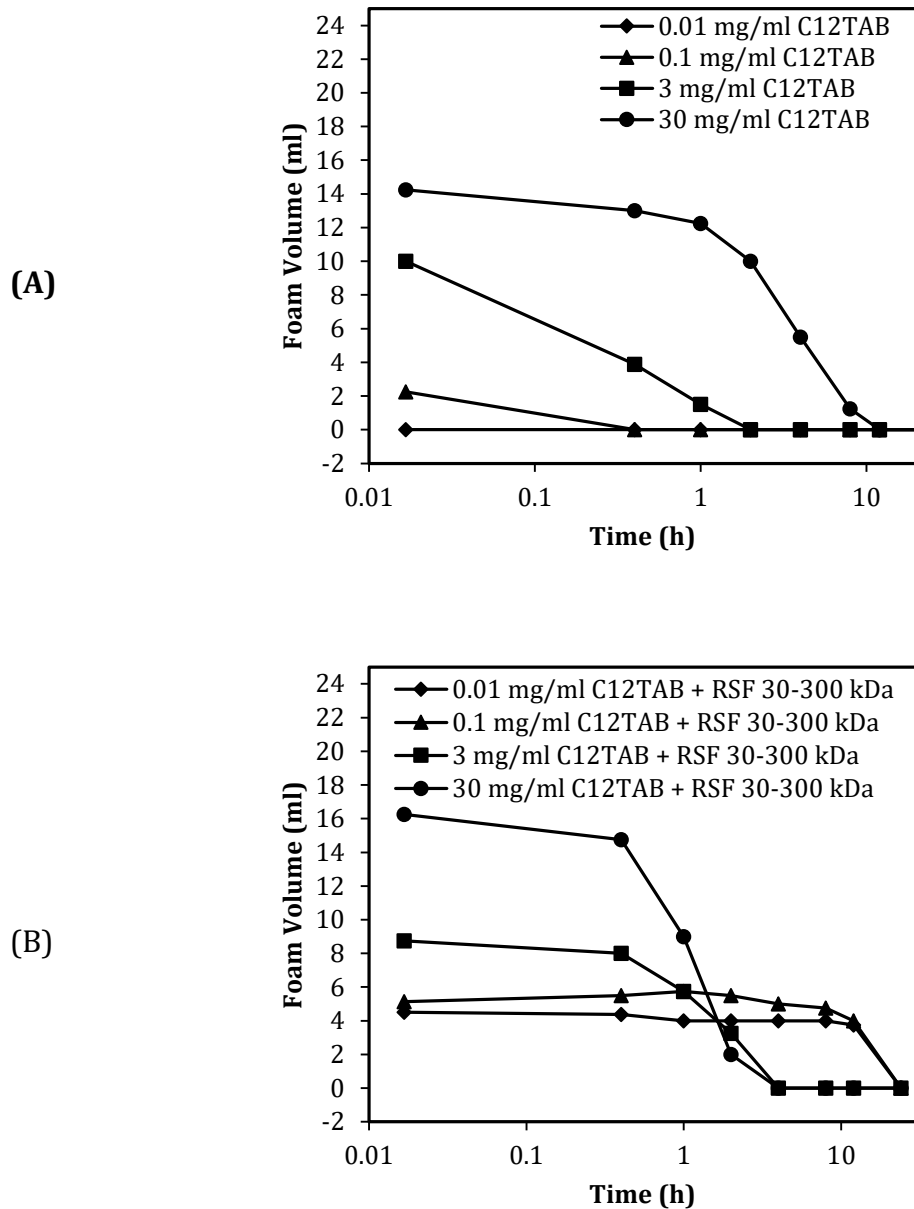 (A)
Foam Volume (ml)
24
22
20
18
16
14
12
10
8
6
4
2
0
-2
0.01 mg/ml C12TAB
0.1 mg/ml C12TAB
3 mg/ml C12TAB
30 mg/ml C12TAB
0.01 0.1 1 10
Time (h)
(B)
Foam Volume (ml)
24
22
20
18
16
14
12
10
8
6
4
2
0
-2
0.01 mg/ml C12TAB + RSF 30-300 kDa
0.1 mg/ml C12TAB + RSF 30-300 kDa
3 mg/ml C12TAB + RSF 30-300 kDa
30 mg/ml C12TAB + RSF 30-300 kDa
0.01 0.1 1 10
Time (h)